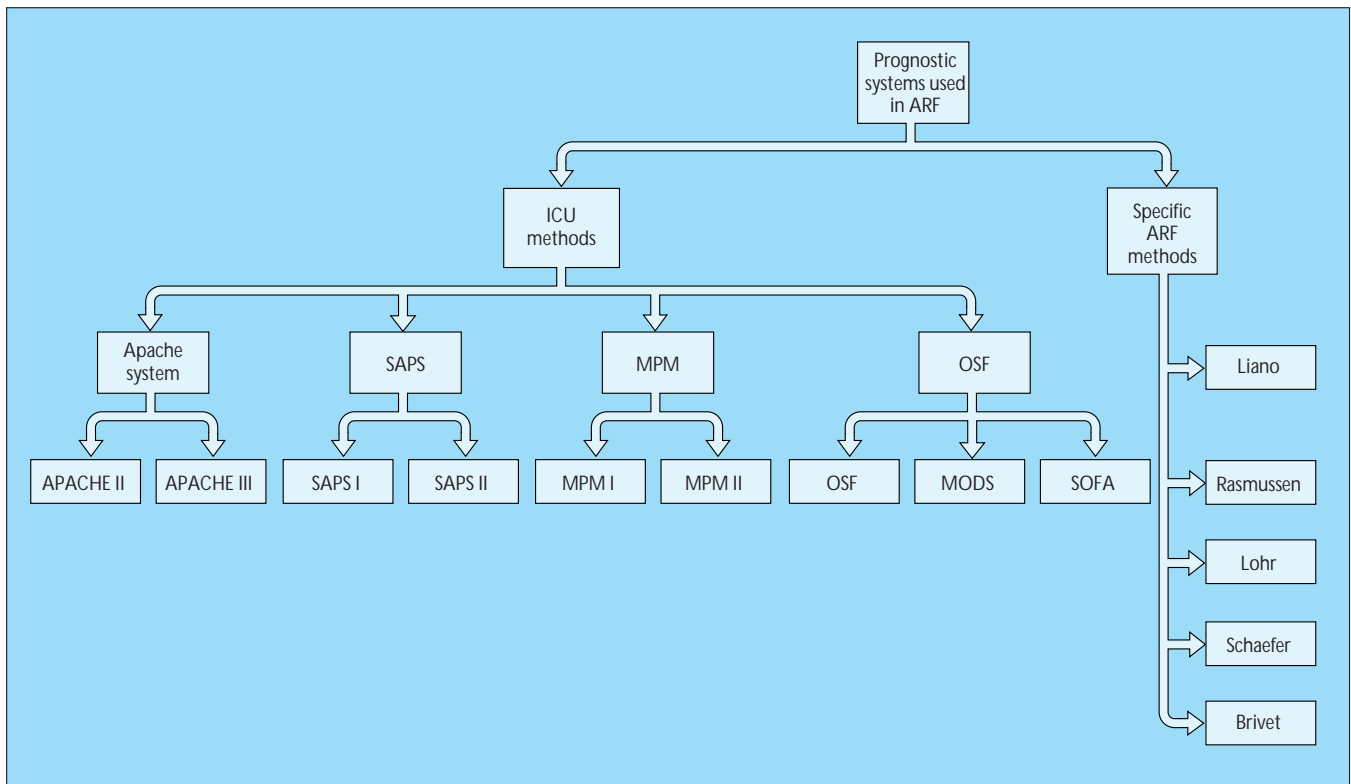 Prognostic
systems used
in ARF
ICU
methods
Specific
ARF
methods
Apache
system
SAPS
MPM
OSF
APACHE II
APACHE III
SAPS I
SAPS II
MPM I
MPM II
OSF
MODS
SOFA
Liano
Rasmussen
Lohr
Schaefer
Brivet